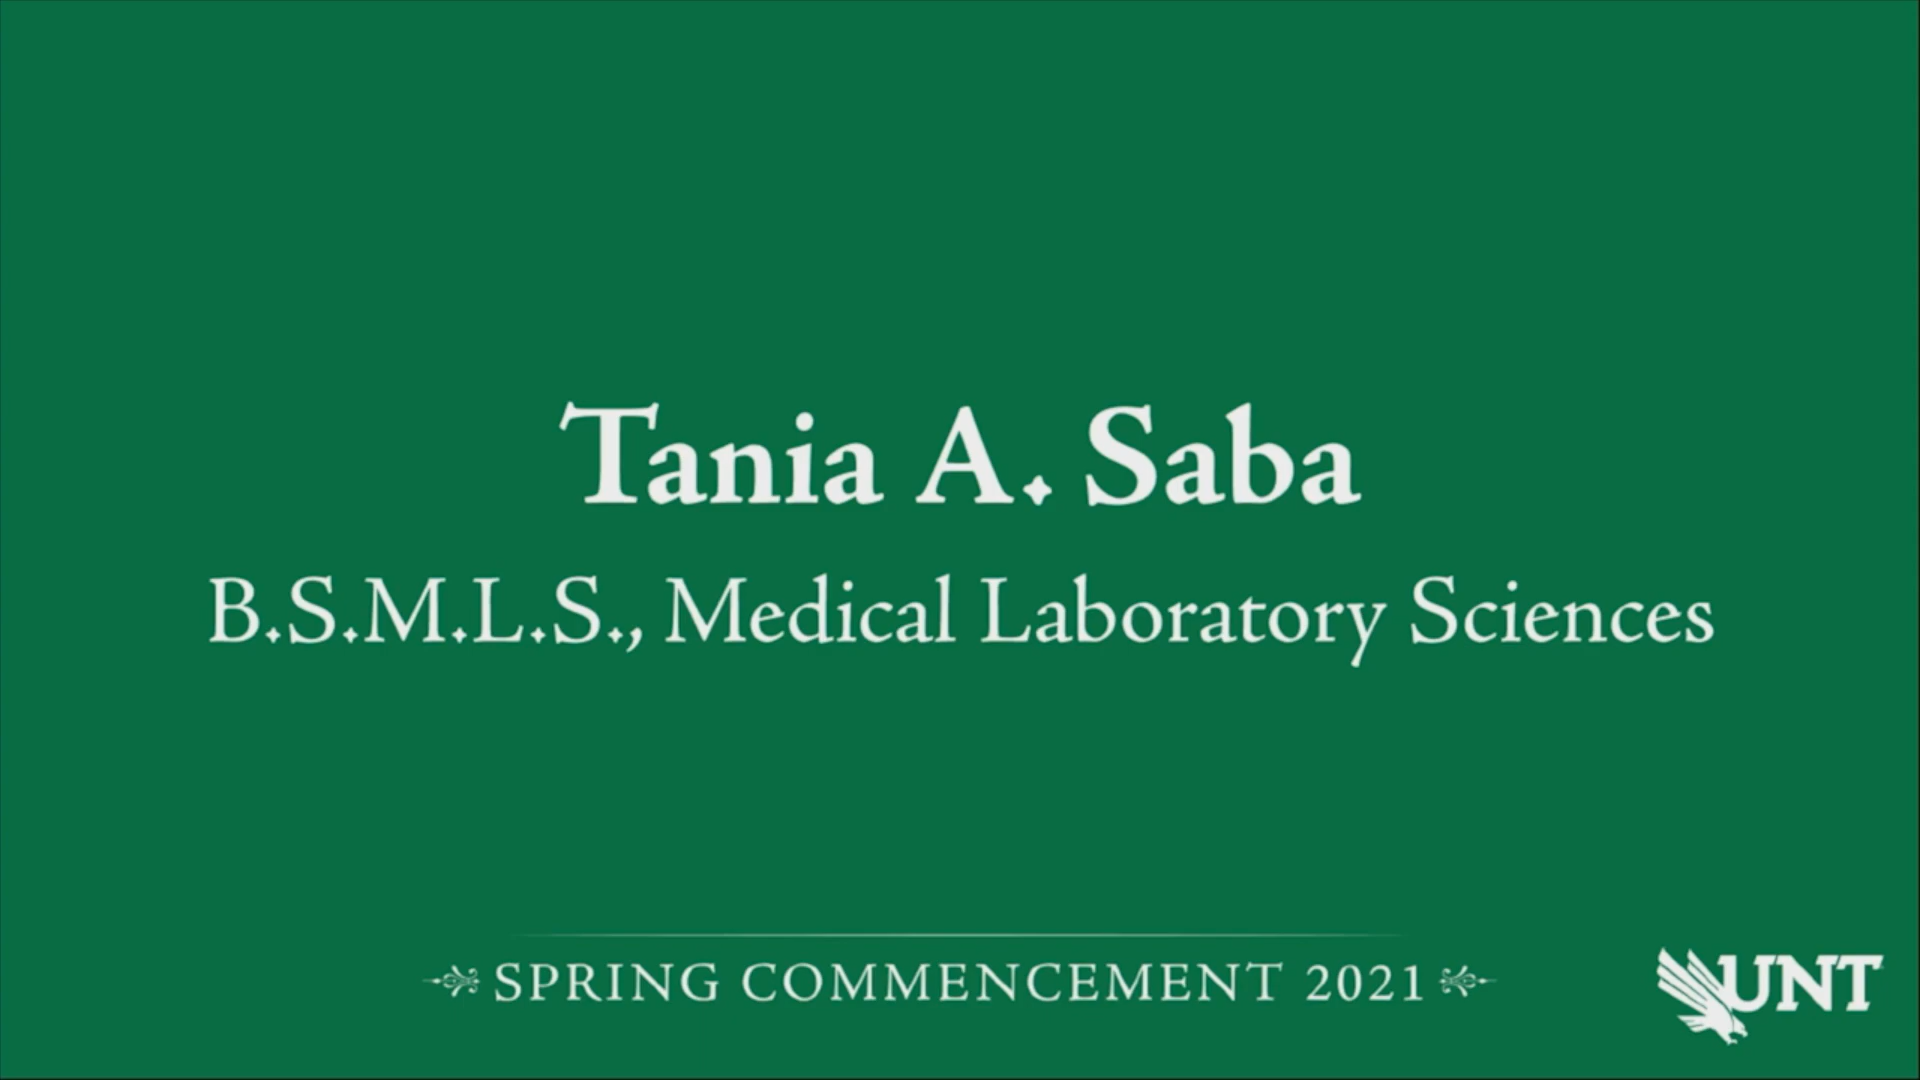 Tania A. Saba
B.S.M.L.S., Medical Laboratory Sciences
SPRING COMMENCEMENT 2021
UNT